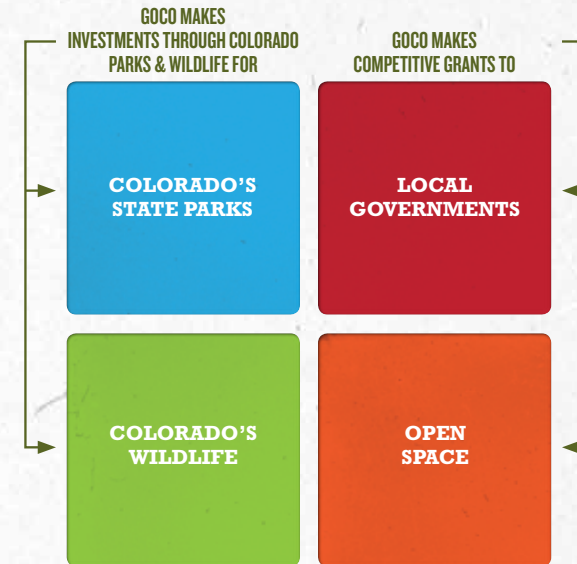 GOCO MAKES
INVESTMENTS THROUGH COLORADO
PARKS & WILDLIFE FOR
GOCO MAKES
COMPETITIVE GRANTS TO
COLORADO'S
STATE PARKS
LOCAL
GOVERNMENTS
COLORADO'S
WILDLIFE
OPEN
SPACE